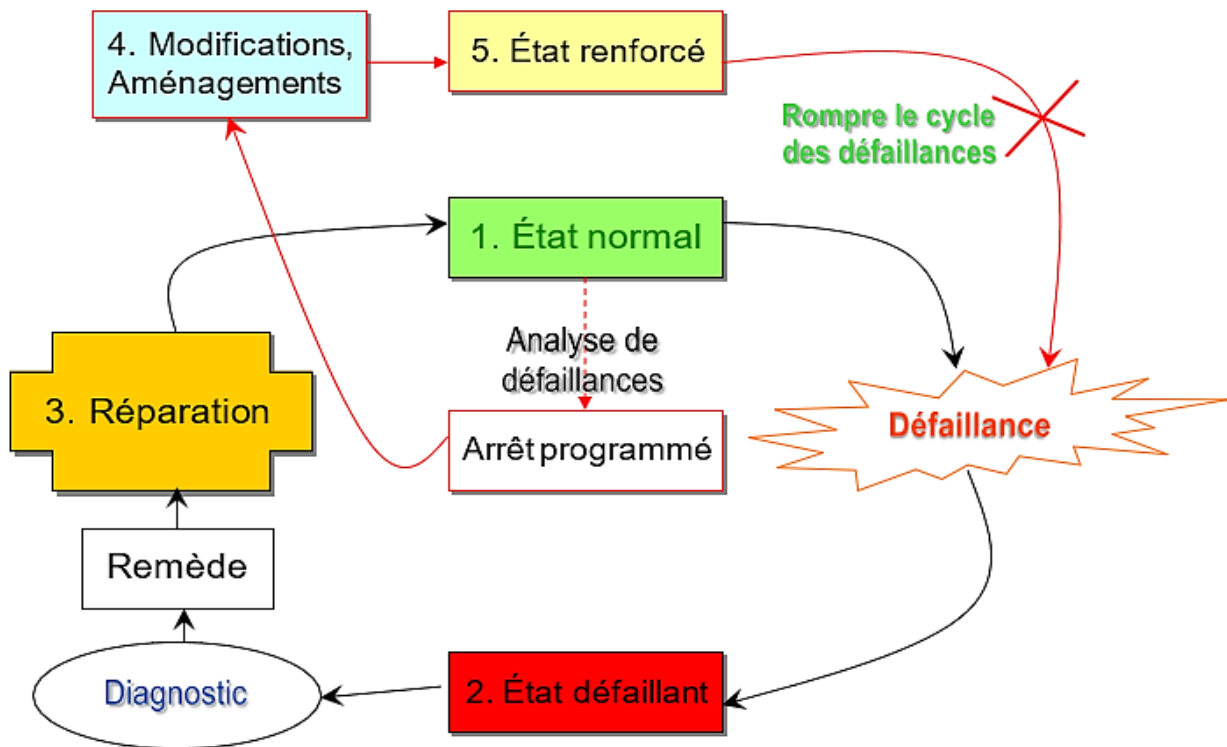 4. Modifications,
Aménagements
5. État renforcé
Rompre le cycle
des défaillances
1. État normal
Analyse de
défaillances
3. Réparation
Arrêt programmé
Défaillance
Remède
Diagnostic
2. État défaillant